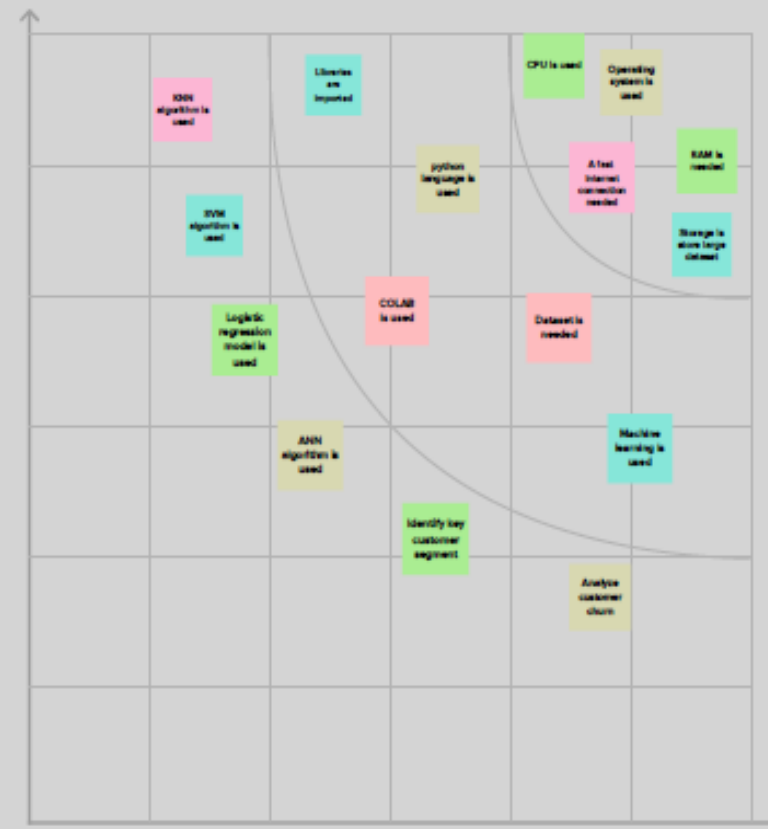 CPU is used
Operating
system is
used
Libraries
are
imported
KNN
algorithm is
used
RAM is
needed
python
language is
used
A fast
internet
connection
needed
SVM
algorithm is
used
Storage is
store large
dataset
COLAB
is used
Dataset is
needed
Logistic
regression
model is
used
Machine
learning is
used
ANN
algorithm is
used
Identify key
customer
segment
Analyse
customer
churn